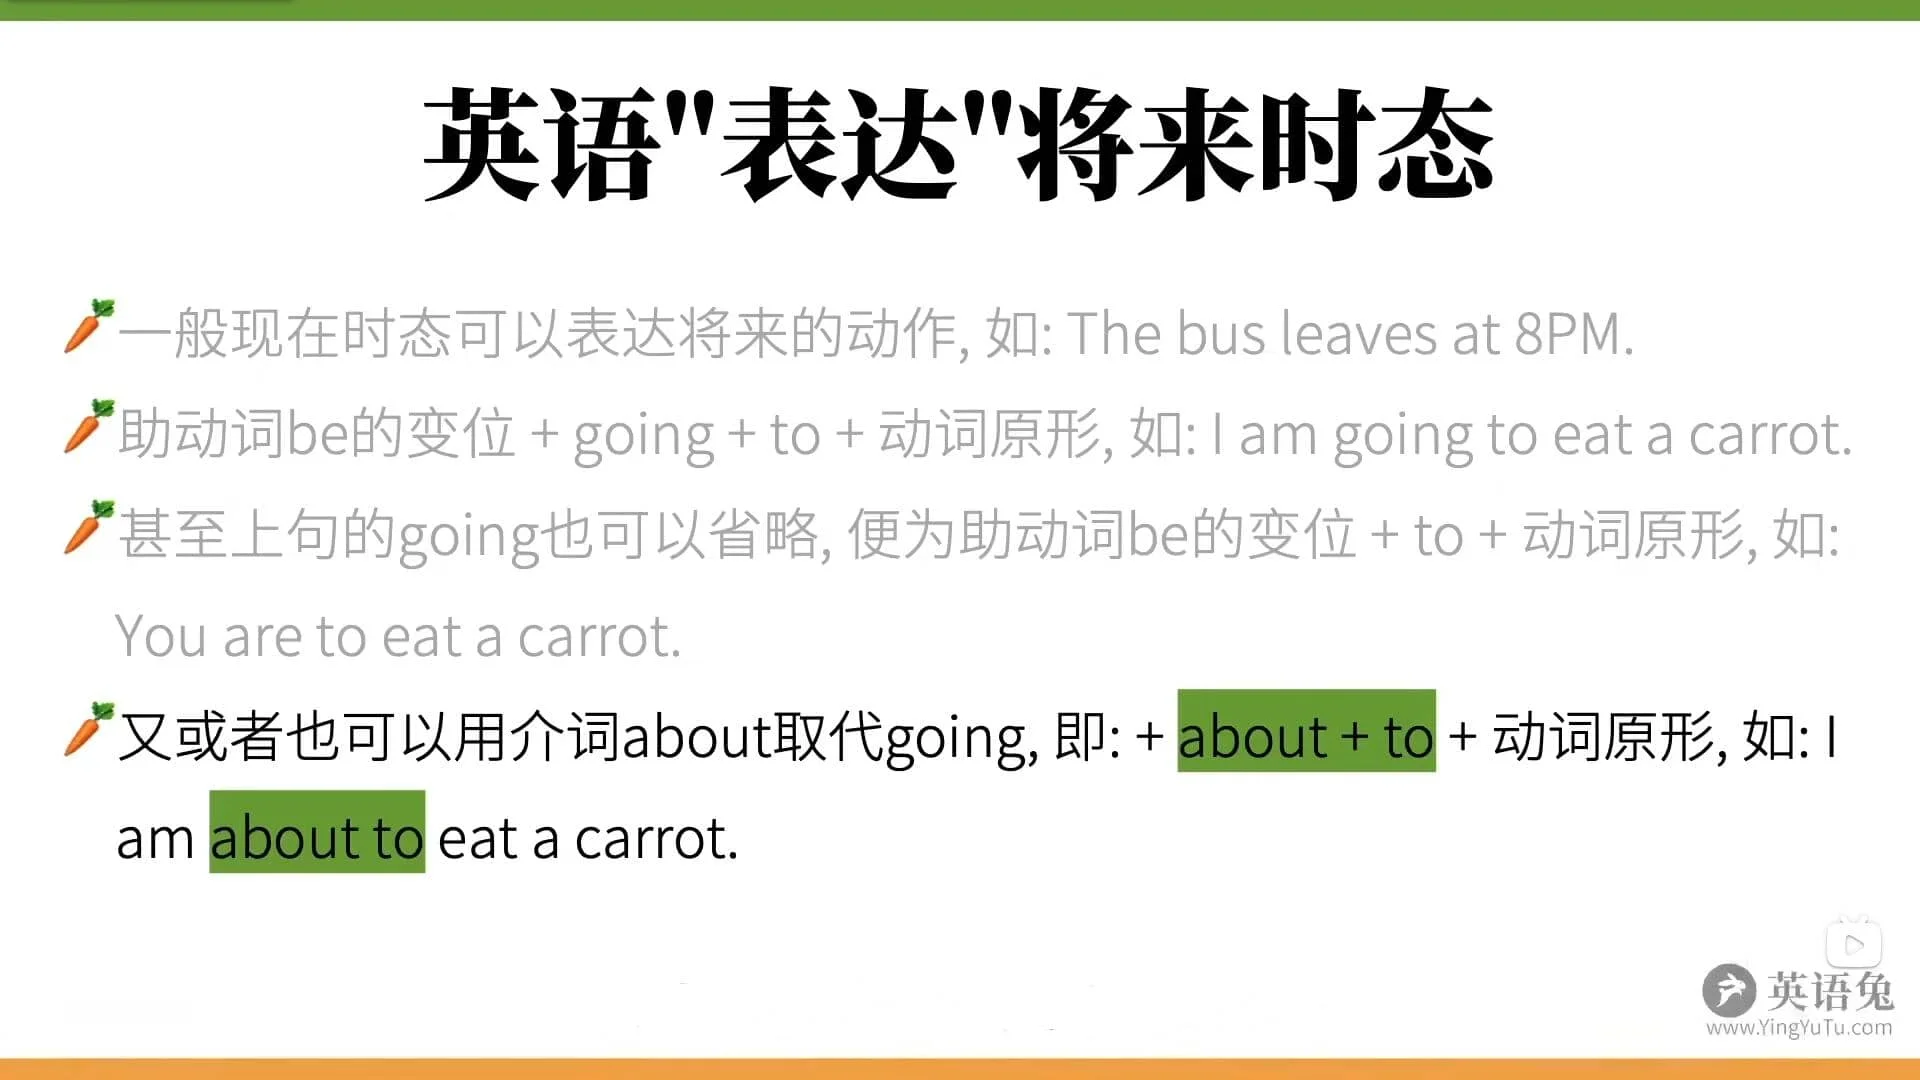 英语"表达"将来时态
一般现在时态可以表达将来的动作, 如: The bus leaves at 8PM.
助动词be的变位 + going + to + 动词原形, 如: I am going to eat a carrot.
甚至上句的going也可以省略, 便为助动词be的变位 + to + 动词原形, 如:
You are to eat a carrot.
又或者也可以用介词about取代going, 即: + about + to + 动词原形, 如: I
am about to eat a carrot.
英语兔
www.YingYuTu.com